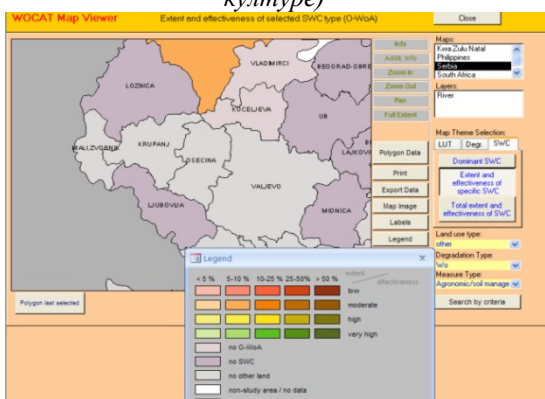 културе)
WOCAT Map Viewer
Extent and effectiveness of selected SWC type (O-WoA)
Close
Info
Addit. Info
Zoom In
Zoom Out
Pan
Full Extent
Polygon Data
Print
Export Data
Map Image
Labels
Legend
Maps:
Kwa Zulu Natal
Philippines
Serbia
South Africa
Layers:
River
Map Theme Selection:
LUT Degr. SWC
Dominant SWC
Extent and
effectiveness of
specific SWC
Total extent and
effectiveness of SWC
Land use type:
other
Degradation Type:
Wo
Measure Type:
Agronomic/soil manage
Search by criteria
VLADIMIRCI
BEOGRAD-OBRE
LOZNICA
KOCELJEVA
UB
MALI ZVORNIK
KRUPANJ
OSECINA
LAJKOV
VALJEVO
LJUBOVIJA
MIONICA
Polygon last selected
Legend
< 5 % 5-10 % 10-25 % 25-50% > 50 % extent
effectiveness
low
moderate
high
very high
no O-WoA
no SWC
no other land
non-study area / no data